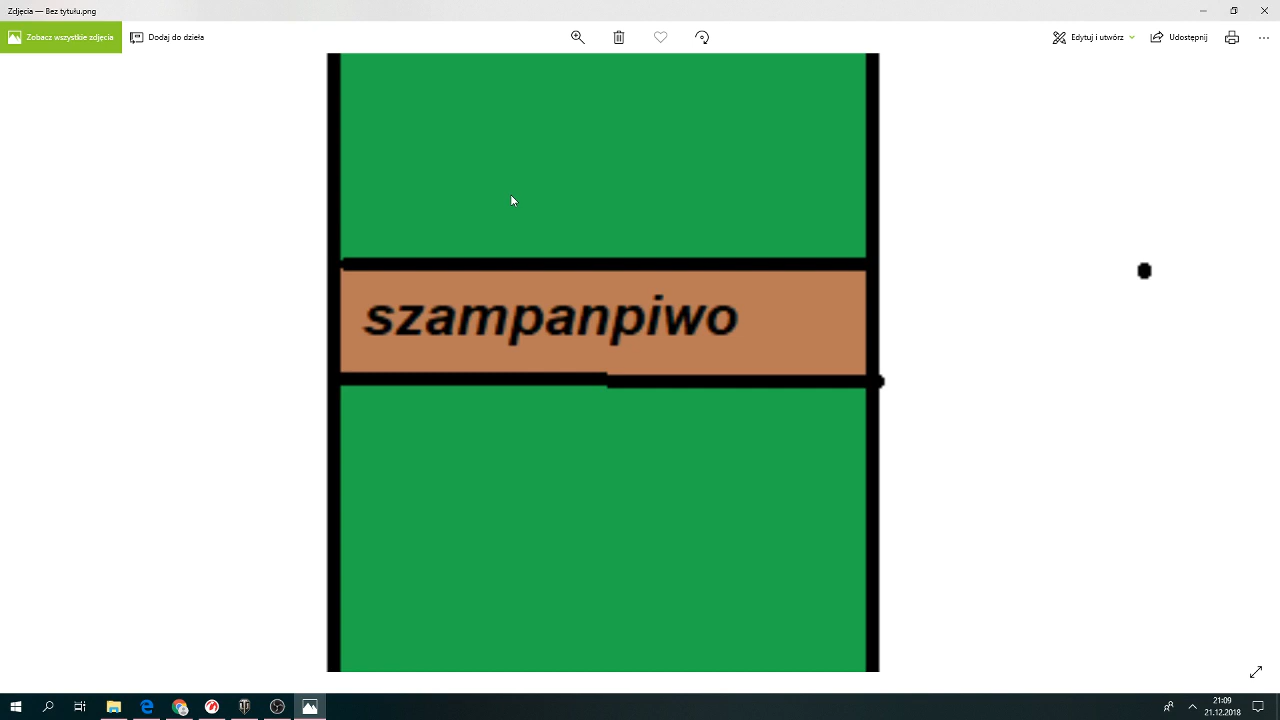 Zdjęcia — Bez tytułu.png
Zobacz wszystkie zdjęcia
Dodaj do dzieła
Edytuj i utwórz
Udostępnij
szampanpiwo
21:09
21.12.2018